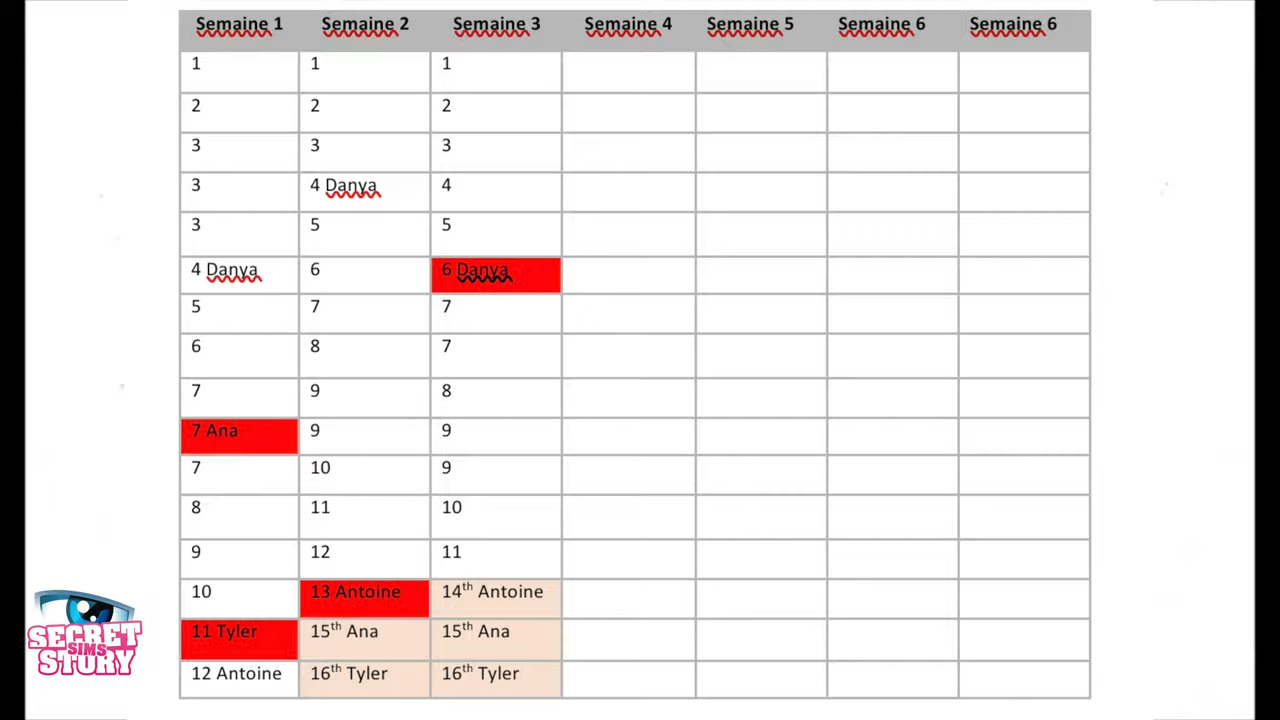 Semaine 1 Semaine 2 Semaine 3 Semaine 4 Semaine 5 Semaine 6 Semaine 6
1 1 1
2 2 2
3 3 3
3 4 Danya 4
3 5 5
4 Danya 6 6 Danya
5 7 7
6 8 7
7 9 8
7 Ana 9 9
7 10 9
8 11 10
9 12 11
10 13 Antoine 14th Antoine
11 Tyler 15th Ana 15th Ana
12 Antoine 16th Tyler 16th Tyler
SECRET
SIMS
STORY